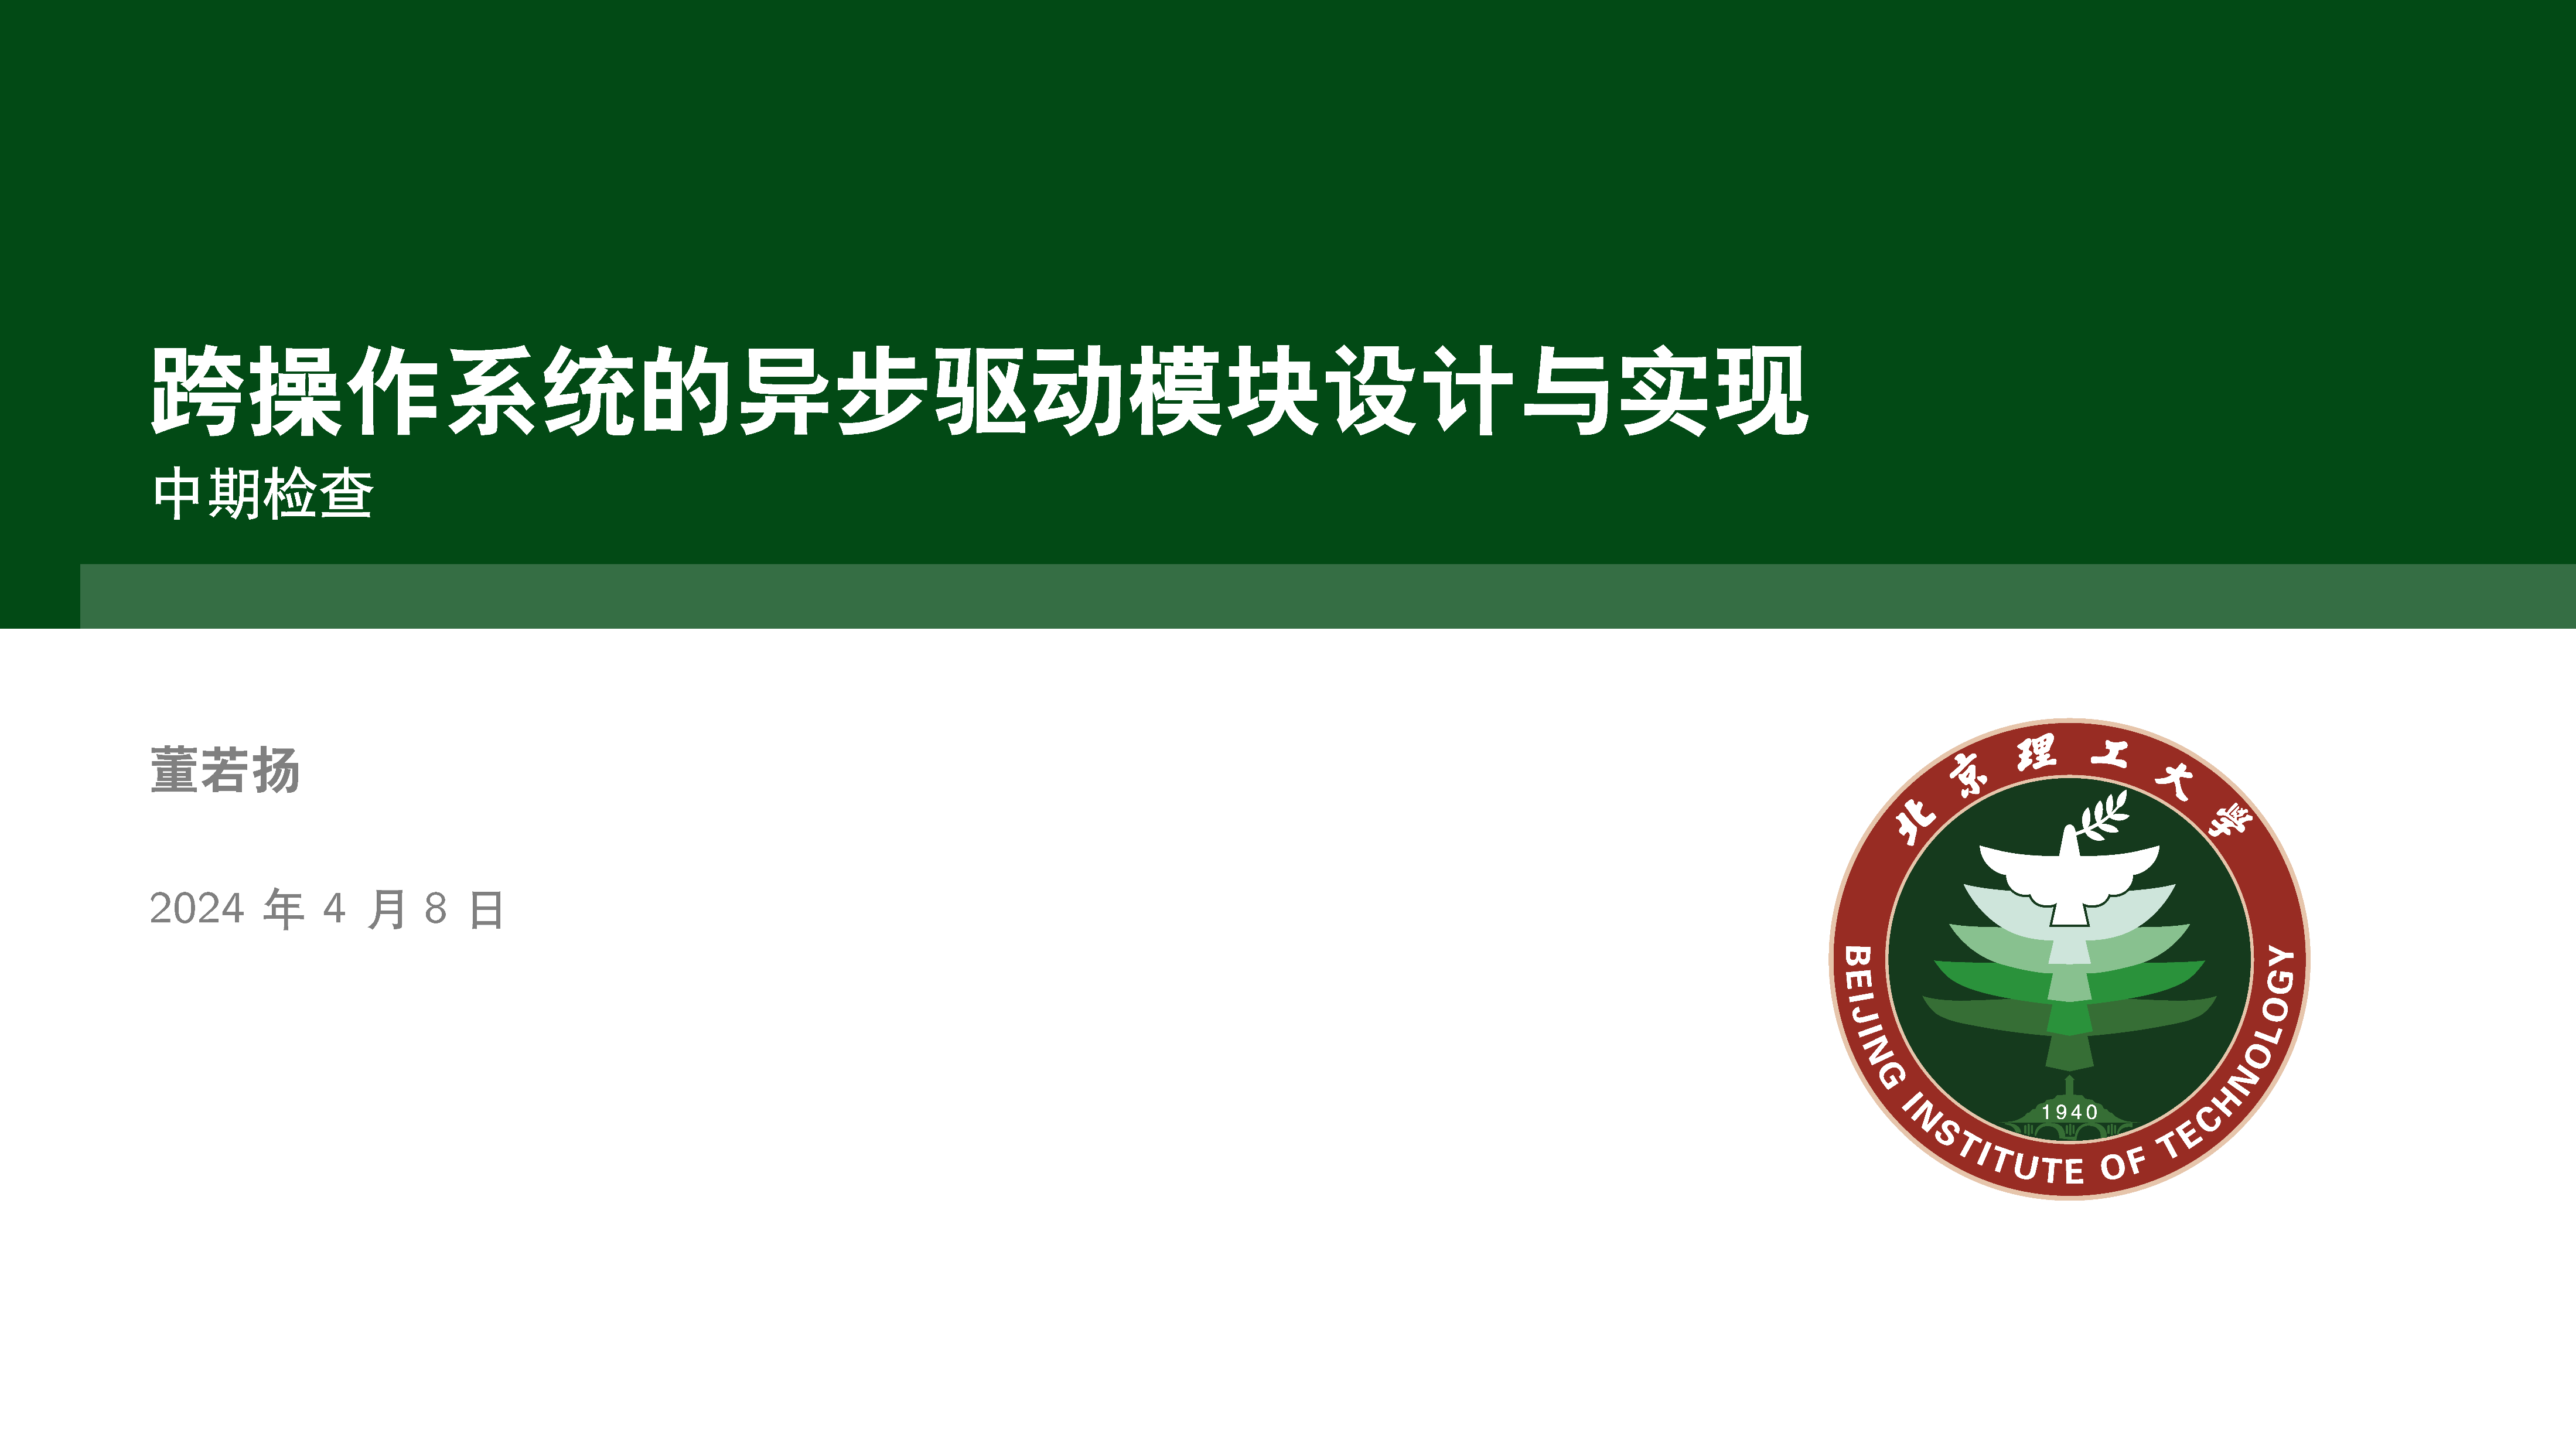 跨操作系统的异步驱动模块设计与实现
中期检查
董若扬
2024 年 4 月 8 日
北京理工大学
BEIJING INSTITUTE OF TECHNOLOGY
1940